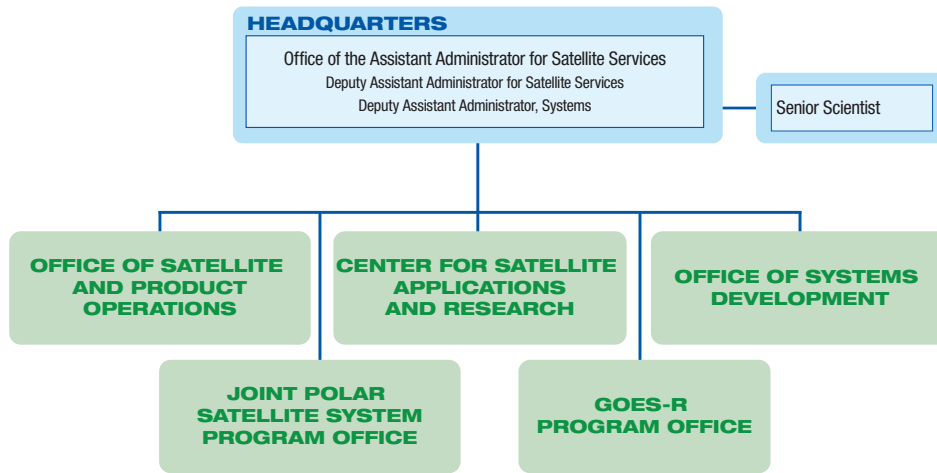 HEADQUARTERS
Office of the Assistant Administrator for Satellite Services
Deputy Assistant Administrator for Satellite Services
Deputy Assistant Administrator, Systems
Senior Scientist
OFFICE OF SATELLITE
AND PRODUCT
OPERATIONS
CENTER FOR SATELLITE
APPLICATIONS
AND RESEARCH
OFFICE OF SYSTEMS
DEVELOPMENT
JOINT POLAR
SATELLITE SYSTEM
PROGRAM OFFICE
GOES-R
PROGRAM OFFICE